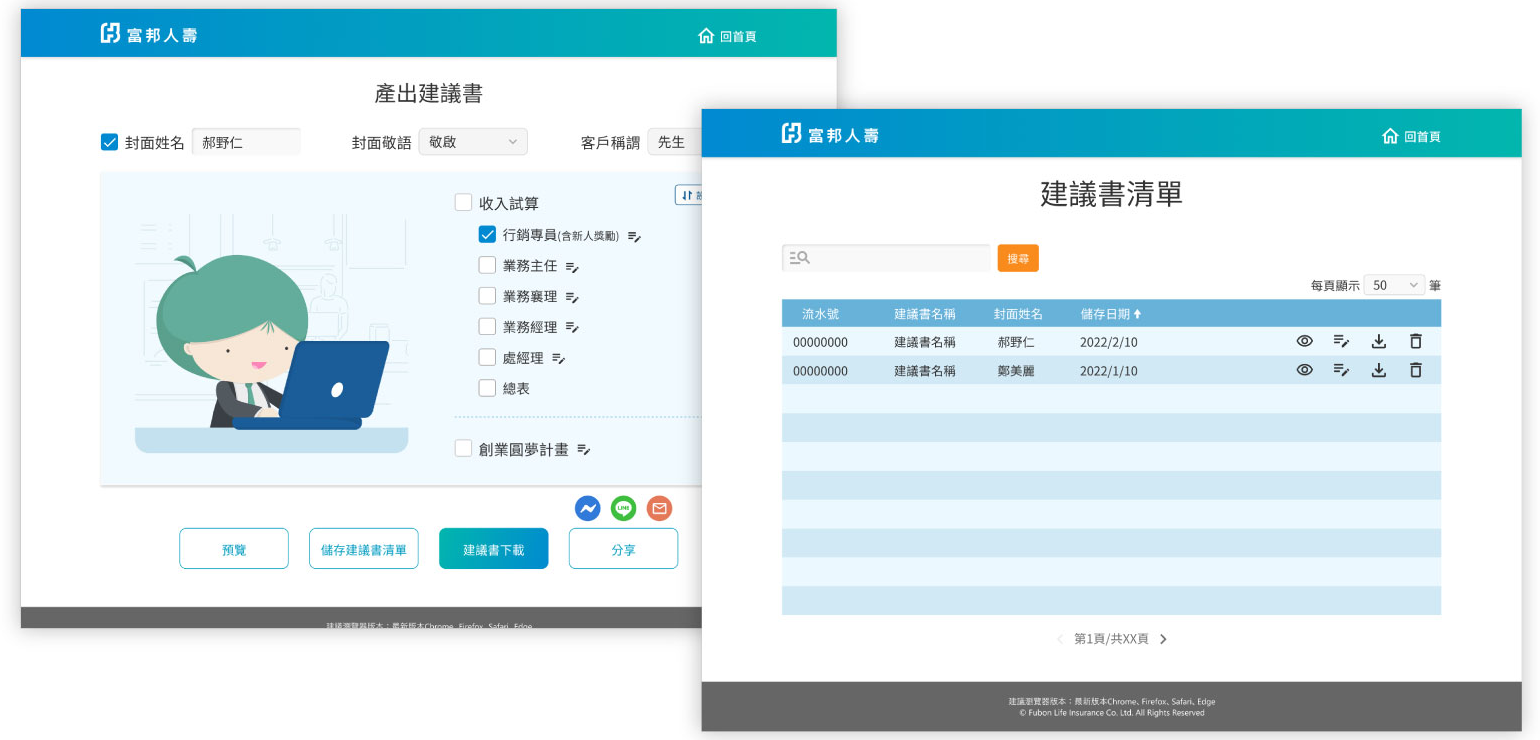 富邦人壽
回首頁
產出建議書
封面姓名 郝野仁 封面敬語 敬啟 客戶稱謂 先生
收入試算
行銷專員(含新人獎勵)
業務主任
業務襄理
業務經理
處經理
總表
創業圓夢計畫
LINE
預覽 儲存建議書清單 建議書下載 分享
建議瀏覽器版本：最新版本Chrome、Firefox、Safari、Edge
富邦人壽
回首頁
建議書清單
搜尋
每頁顯示 50 筆
流水號 建議書名稱 封面姓名 儲存日期
00000000 建議書名稱 郝野仁 2022/2/10
00000000 建議書名稱 鄭美麗 2022/1/10
第1頁/共XX頁
建議瀏覽器版本：最新版本Chrome、Firefox、Safari、Edge
© Fubon Life Insurance Co. Ltd. All Rights Reserved